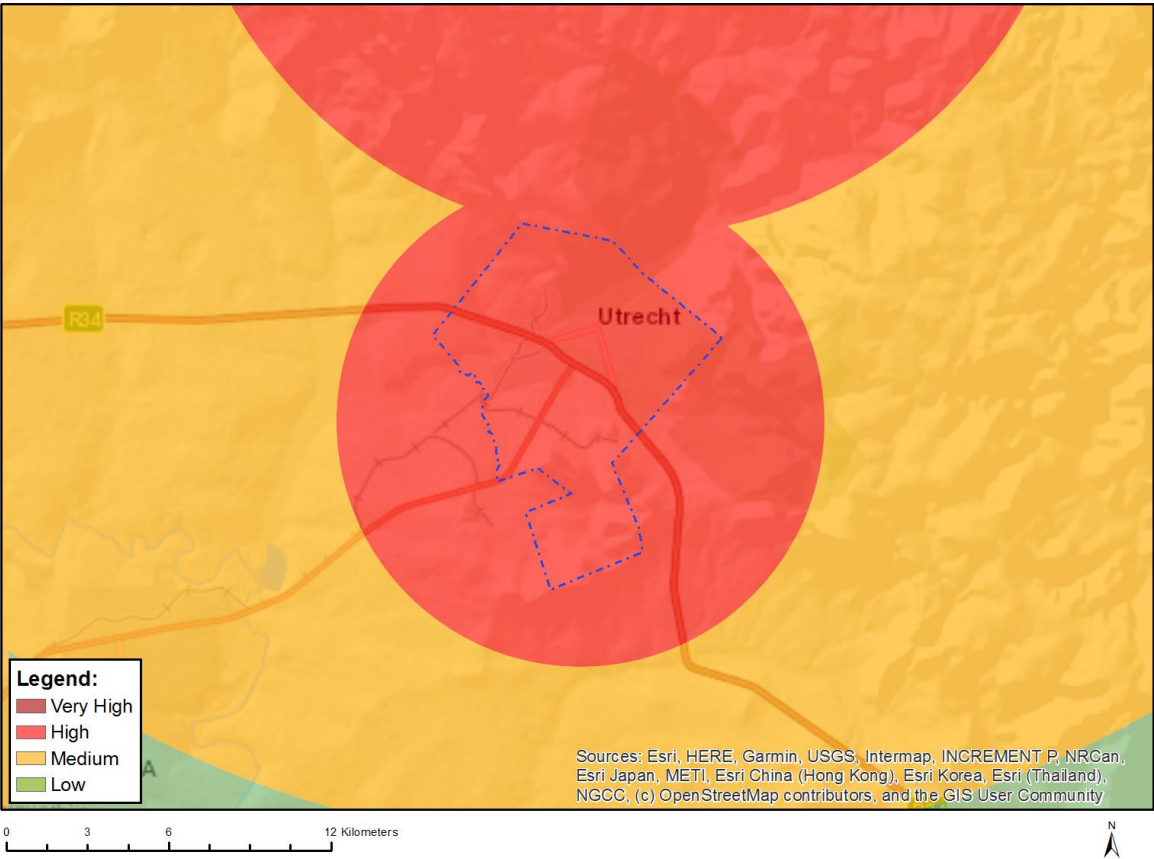 R34
Utrecht
Legend:
Very High
High
Medium
Low
A
Sources: Esri, HERE, Garmin, USGS, Intermap, INCREMENT P, NRCan,
Esri Japan, METI, Esri China (Hong Kong), Esri Korea, Esri (Thailand),
NGCC, (c) OpenStreetMap contributors, and the GIS User Community
0 3 6 12 Kilometers
N